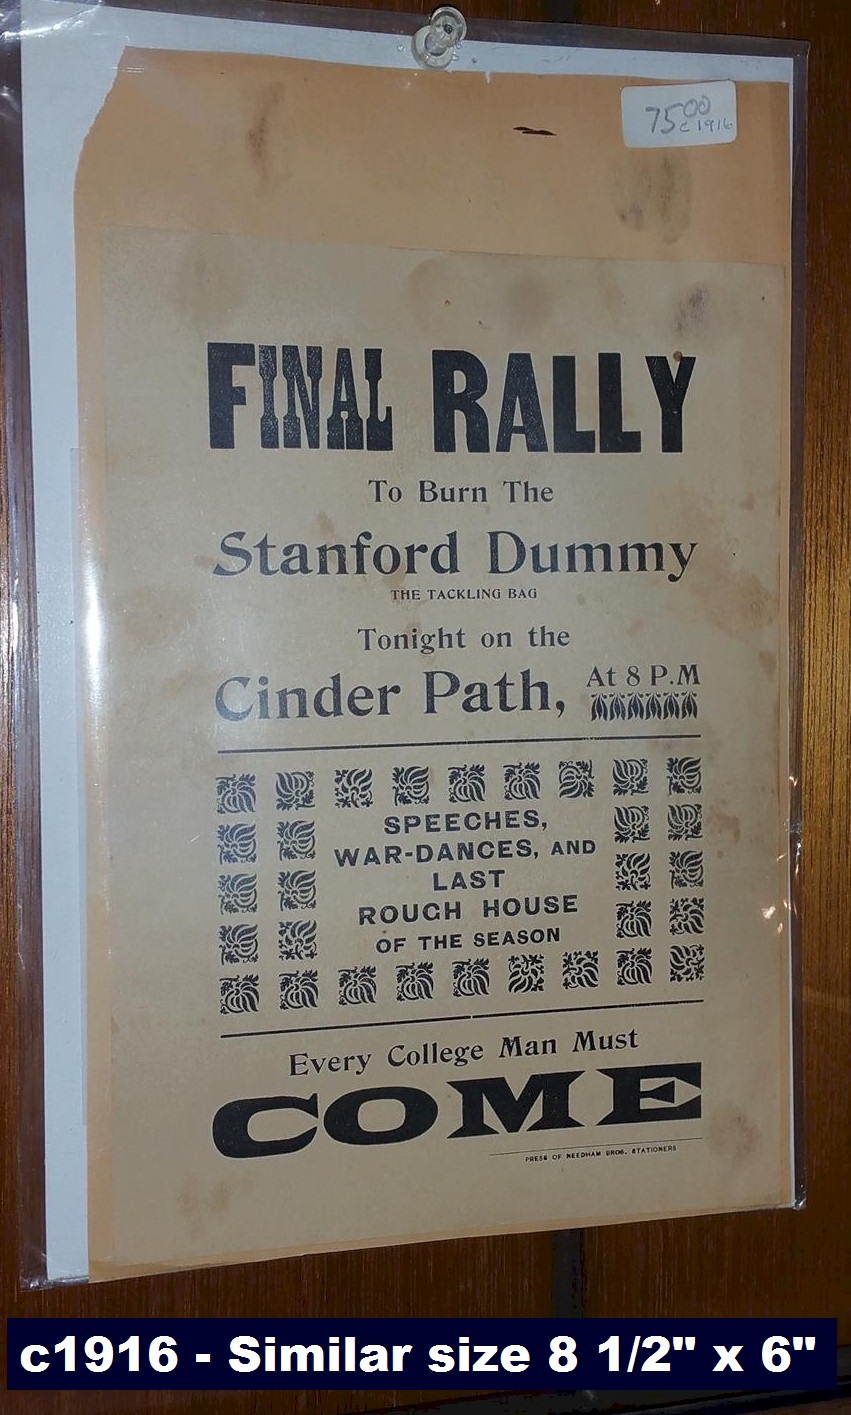 75.00
c 1916
FINAL RALLY
To Burn The
Stanford Dummy
THE TACKLING BAG
Tonight on the
Cinder Path, At 8 P.M
SPEECHES,
WAR-DANCES, AND
LAST
ROUGH HOUSE
OF THE SEASON
Every College Man Must
COME
PRESS OF NEEDHAM BROS. STATIONERS
c1916 - Similar size 8 1/2" x 6"